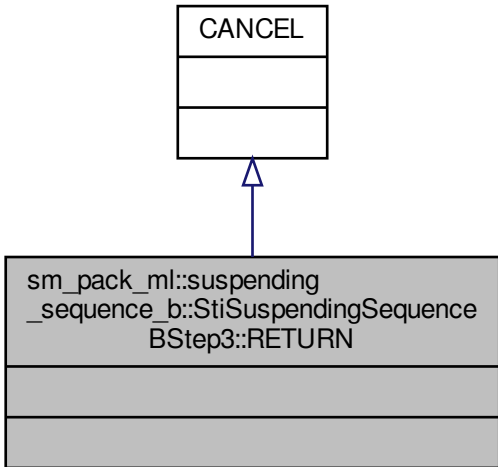 CANCEL
sm_pack_ml::suspending
_sequence_b::StiSuspendingSequence
BStep3::RETURN